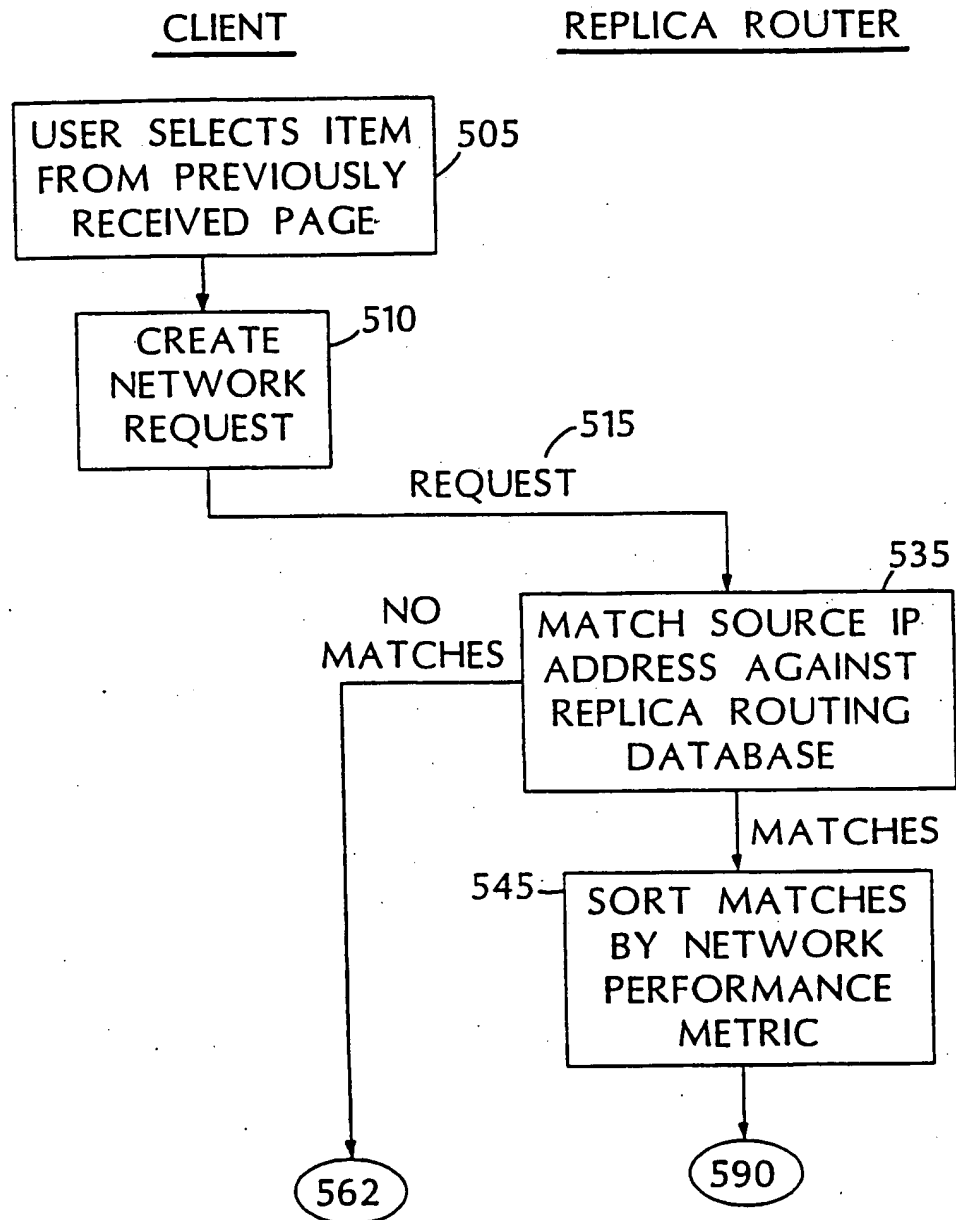 CLIENT
REPLICA ROUTER
USER SELECTS ITEM
FROM PREVIOUSLY
RECEIVED PAGE
505
CREATE
NETWORK
REQUEST
510
515
REQUEST
535
NO
MATCHES
MATCH SOURCE IP
ADDRESS AGAINST
REPLICA ROUTING
DATABASE
MATCHES
545
SORT MATCHES
BY NETWORK
PERFORMANCE
METRIC
562
590